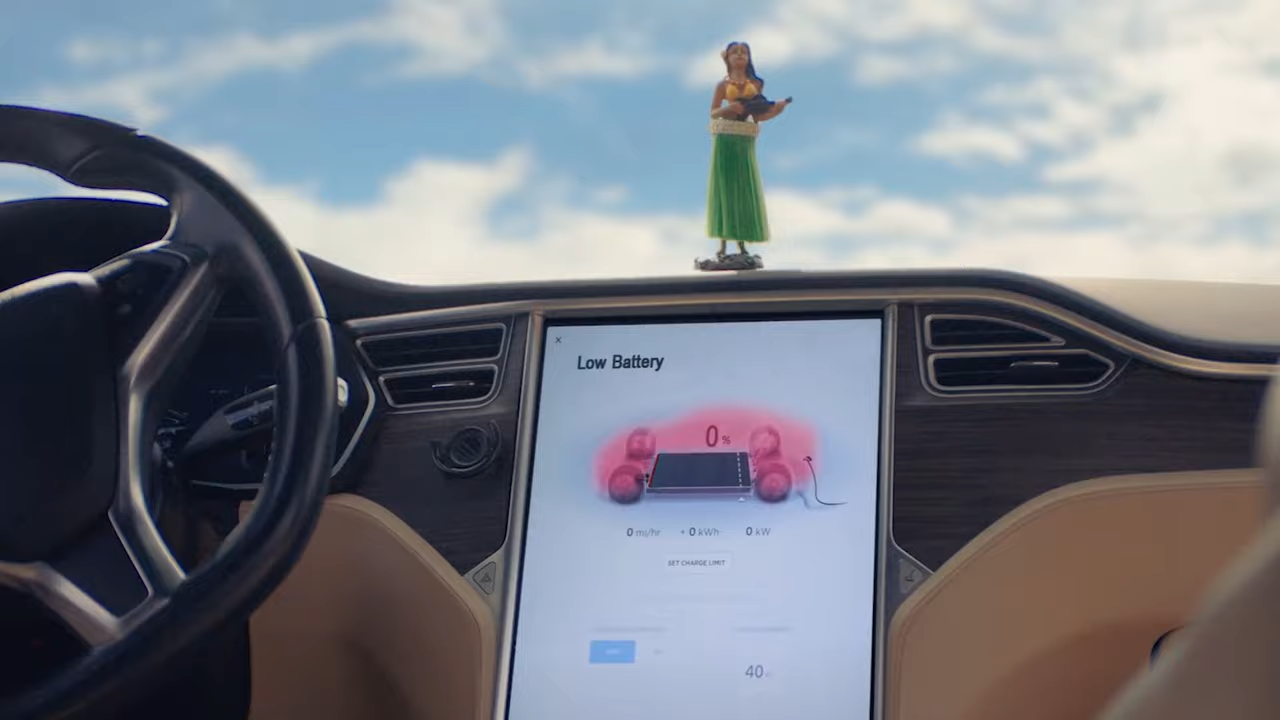 ×
Low Battery
0 %
0 mi/hr + 0 kWh 0 kW
SET CHARGE LIMIT
40